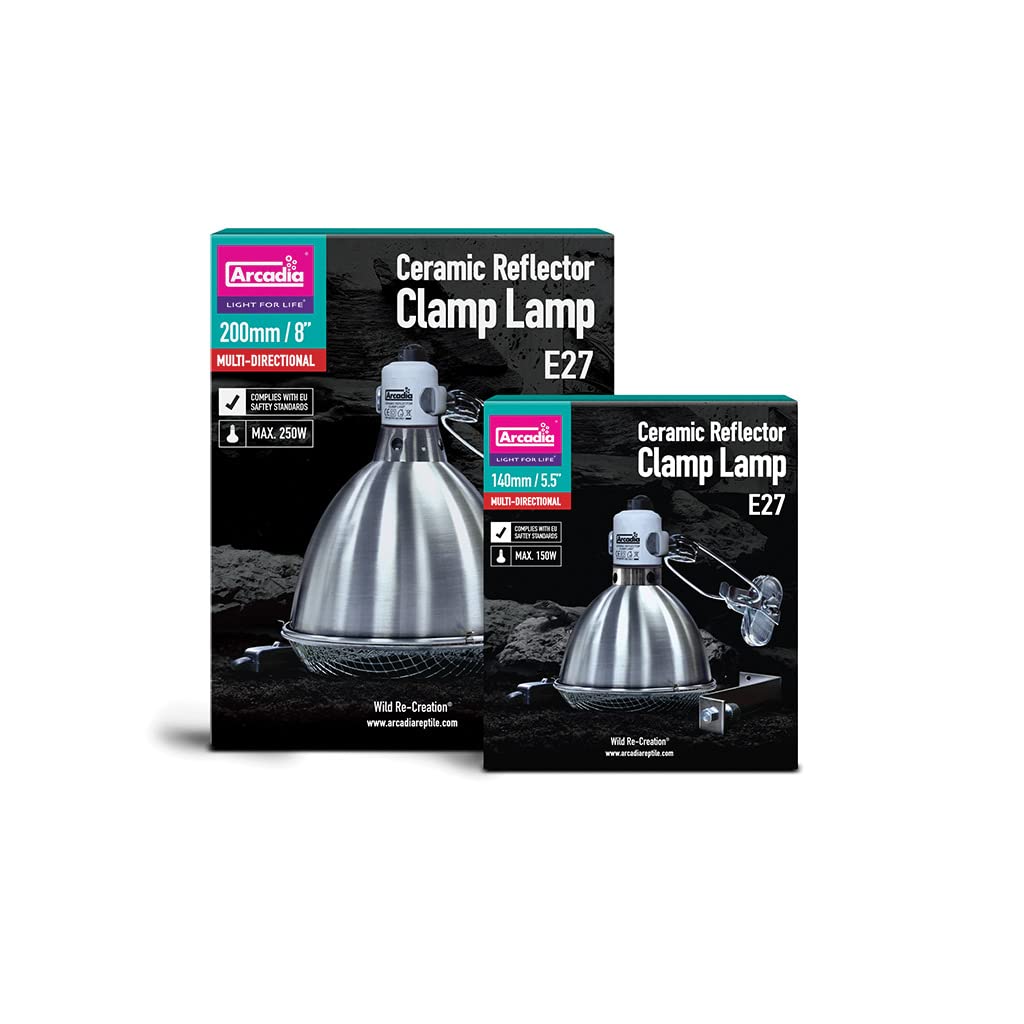 Arcadia
LIGHT FOR LIFE
200mm / 8"
MULTI-DIRECTIONAL
COMPLIES WITH EU
SAFTEY STANDARDS
MAX. 250W
Ceramic Reflector
Clamp Lamp
E27
Arcadia
Wild Re-Creation®
www.arcadiareptile.com
Arcadia
LIGHT FOR LIFE
140mm / 5.5"
MULTI-DIRECTIONAL
COMPLIES WITH EU
SAFTEY STANDARDS
MAX. 150W
Ceramic Reflector
Clamp Lamp
E27
Arcadia
Wild Re-Creation®
www.arcadiareptile.com